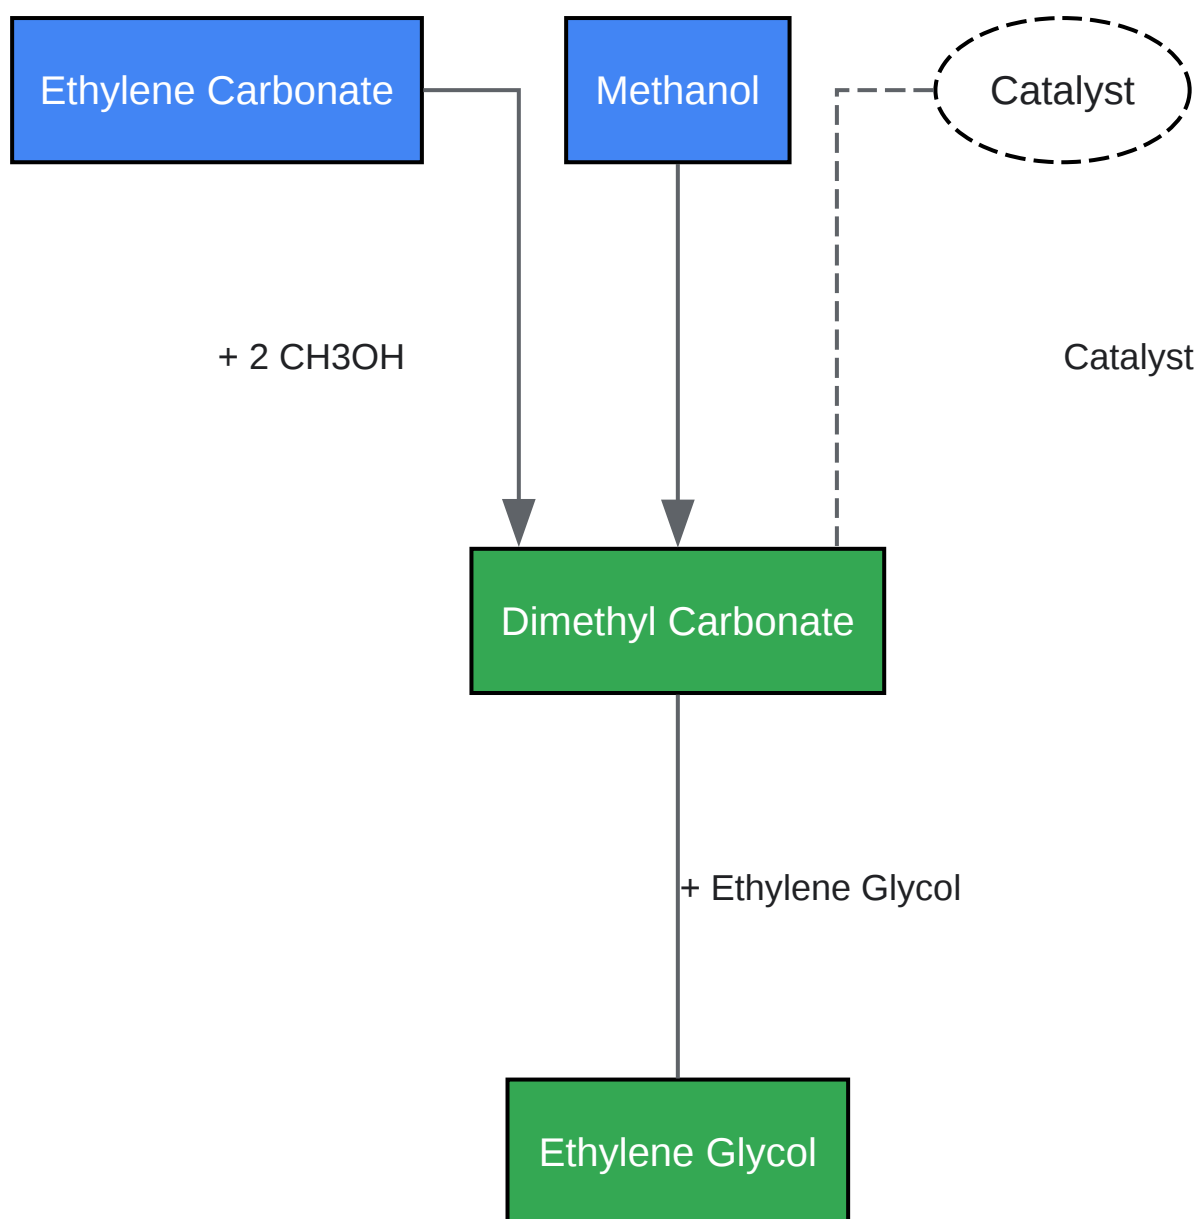 Ethylene Carbonate
Methanol
Catalyst
+ 2 CH3OH
Catalyst
Dimethyl Carbonate
+ Ethylene Glycol
Ethylene Glycol